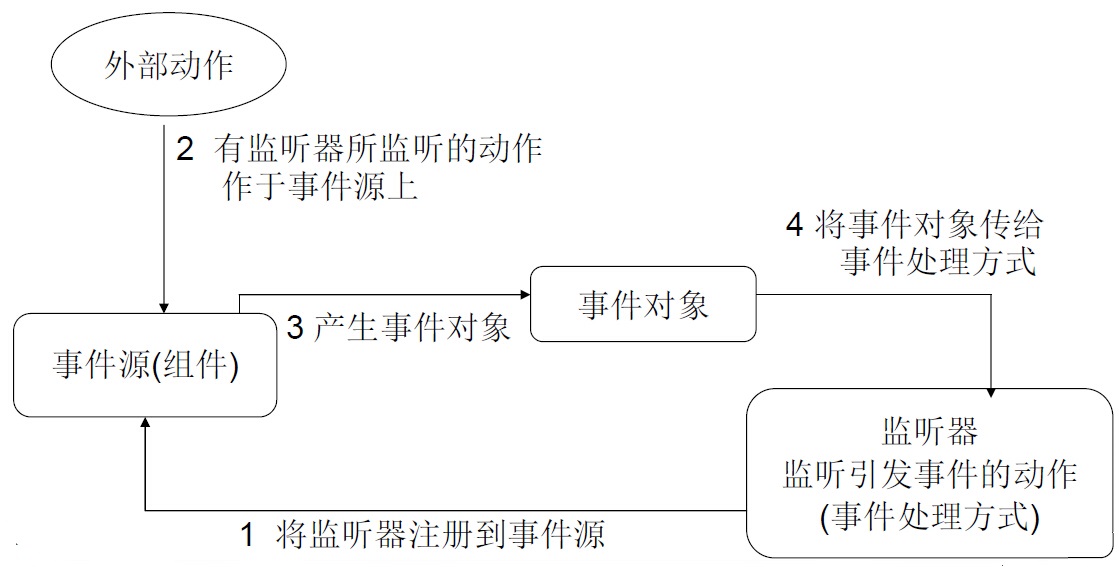 外部动作
2 有监听器所监听的动作
作于事件源上
4 将事件对象传给
事件处理方式
事件对象
3 产生事件对象
事件源(组件)
监听器
监听引发事件的动作
(事件处理方式)
1 将监听器注册到事件源